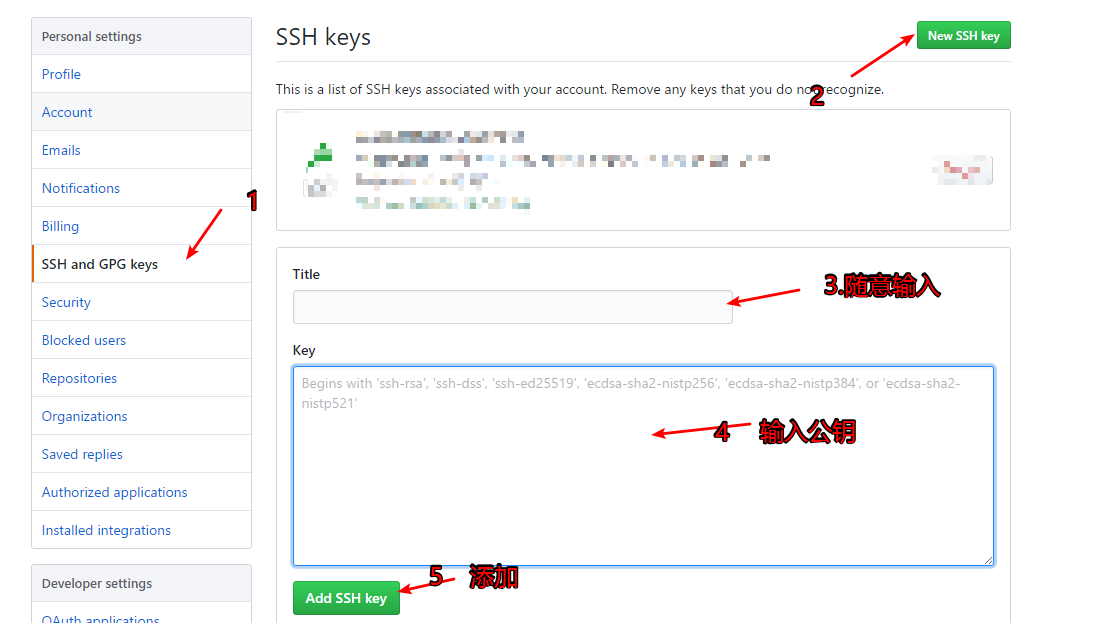 Personal settings
Profile
Account
Emails
Notifications
Billing
1
SSH and GPG keys
Security
Blocked users
Repositories
Organizations
Saved replies
Authorized applications
Installed integrations
Developer settings
OAuth applications
SSH keys
New SSH key
2
This is a list of SSH keys associated with your account. Remove any keys that you do not recognize.
Title
3.随意输入
Key
Begins with 'ssh-rsa', 'ssh-dss', 'ssh-ed25519', 'ecdsa-sha2-nistp256', 'ecdsa-sha2-nistp384', or 'ecdsa-sha2-
nistp521'
4 输入公钥
5 添加
Add SSH key